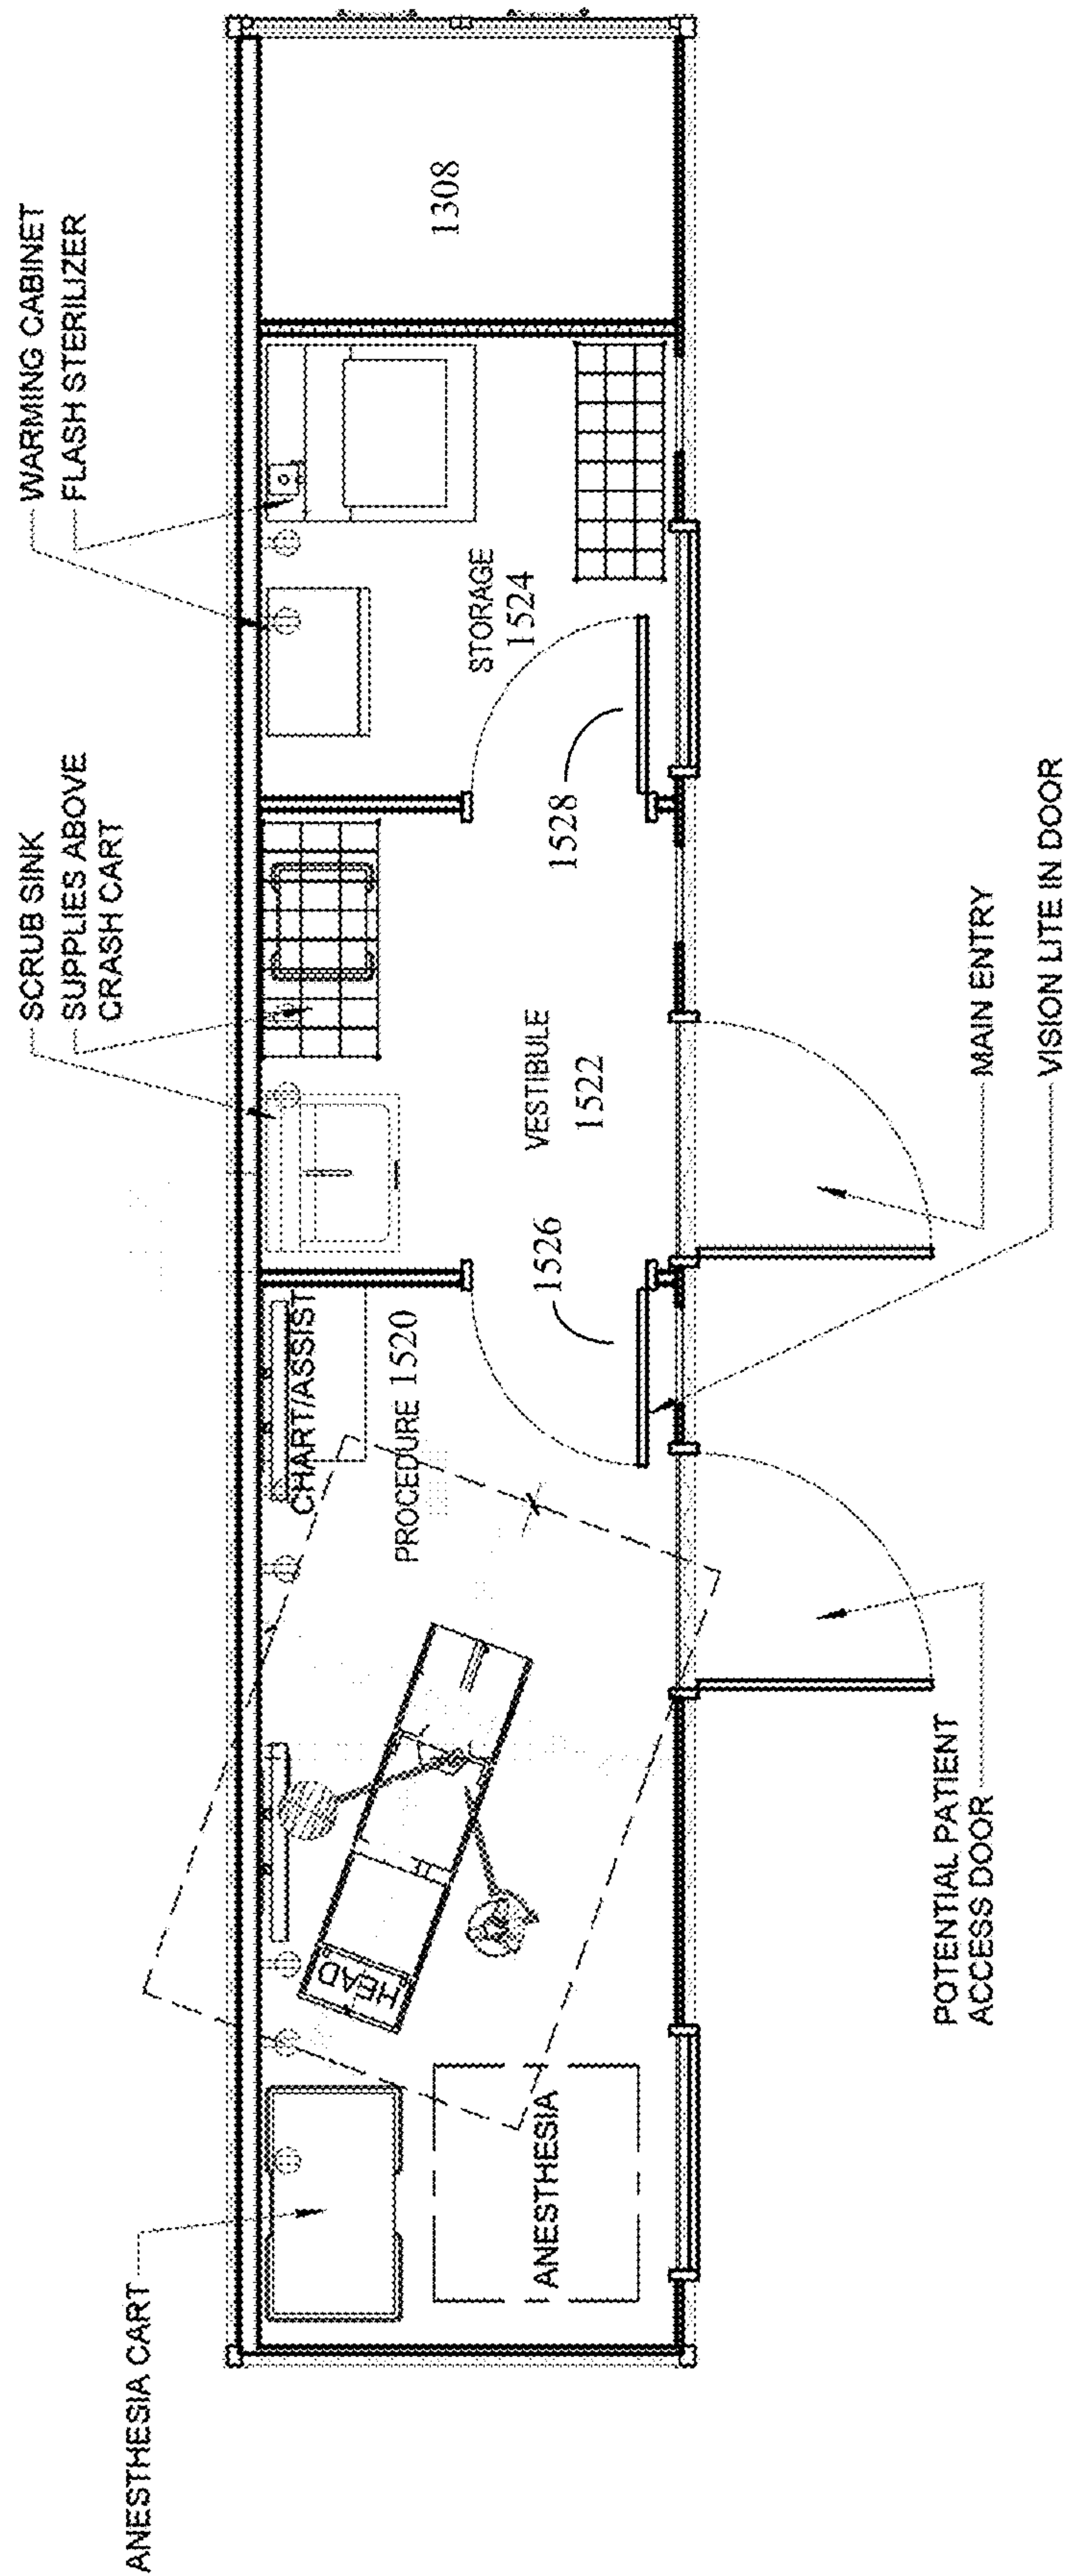 WARMING CABINET
FLASH STERILIZER
SCRUB SINK
SUPPLIES ABOVE
CRASH CART
ANESTHESIA CART
1308
STORAGE
1524
1528
VESTIBULE
1522
1526
CHART/ASSIST
PROCEDURE 1520
HEAD
ANESTHESIA
MAIN ENTRY
VISION LITE IN DOOR
POTENTIAL PATIENT
ACCESS DOOR